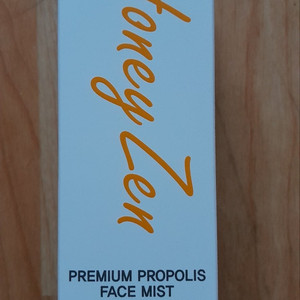 Honey Zen
PREMIUM PROPOLIS
FACE MIST